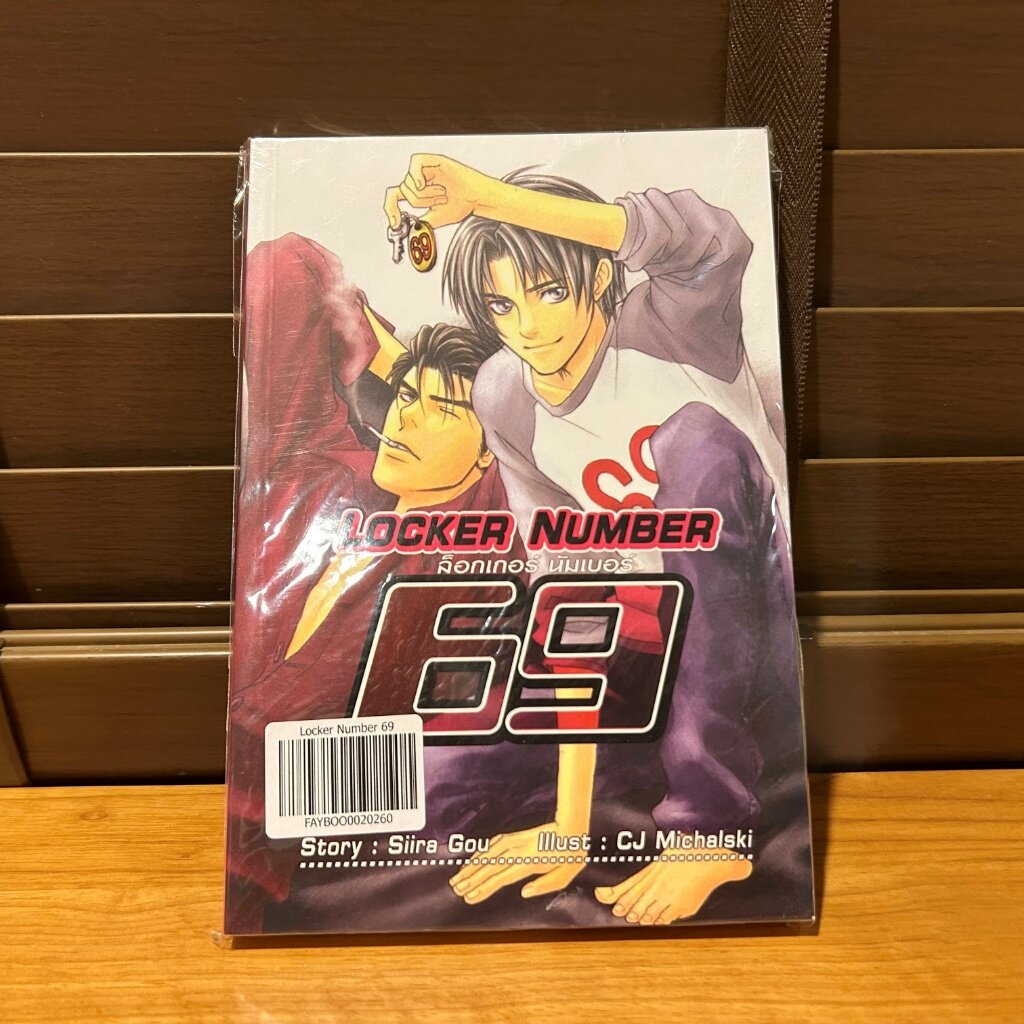 69
LOCKER NUMBER
ล็อกเกอร์ นัมเบอร์
69
Locker Number 69
FAYBOO0020260
Story : Siira Gou Illust : CJ Michalski